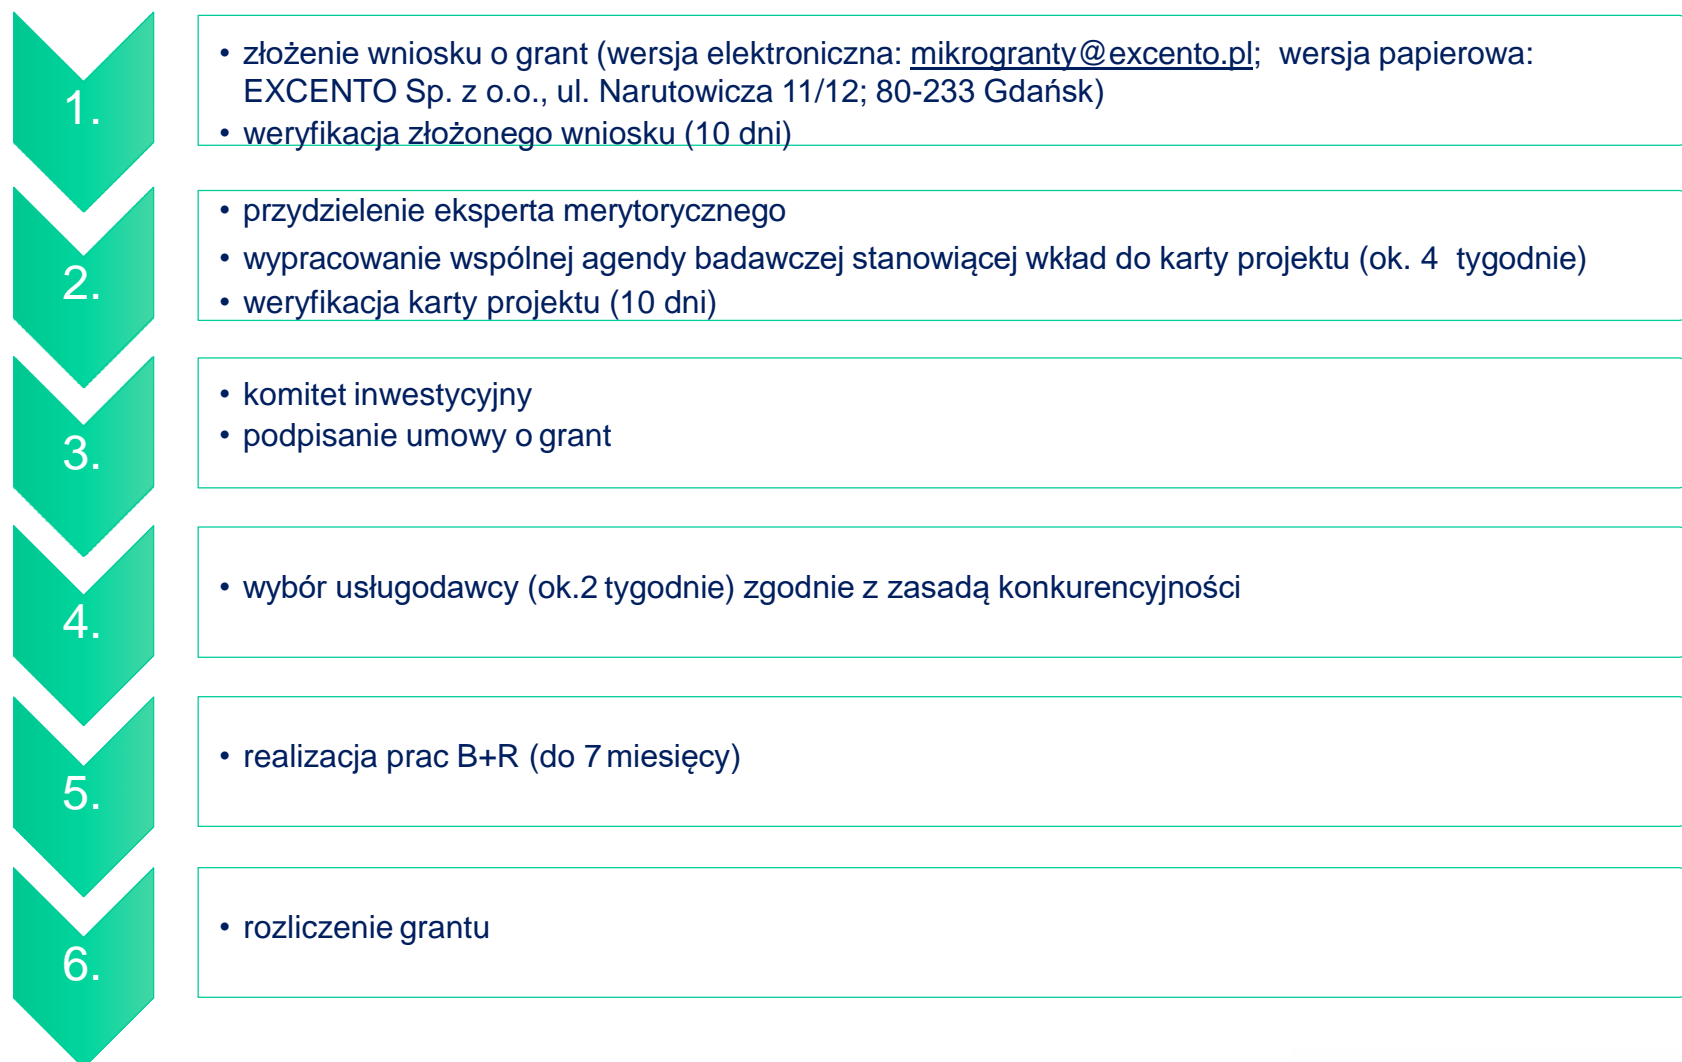 1.
• złożenie wniosku o grant (wersja elektroniczna: mikrogranty@excento.pl; wersja papierowa:
EXCENTO Sp. z o.o., ul. Narutowicza 11/12; 80-233 Gdańsk)
• weryfikacja złożonego wniosku (10 dni)
2.
• przydzielenie eksperta merytorycznego
• wypracowanie wspólnej agendy badawczej stanowiącej wkład do karty projektu (ok. 4 tygodnie)
• weryfikacja karty projektu (10 dni)
3.
• komitet inwestycyjny
• podpisanie umowy o grant
4.
• wybór usługodawcy (ok.2 tygodnie) zgodnie z zasadą konkurencyjności
5.
• realizacja prac B+R (do 7 miesięcy)
6.
• rozliczenie grantu